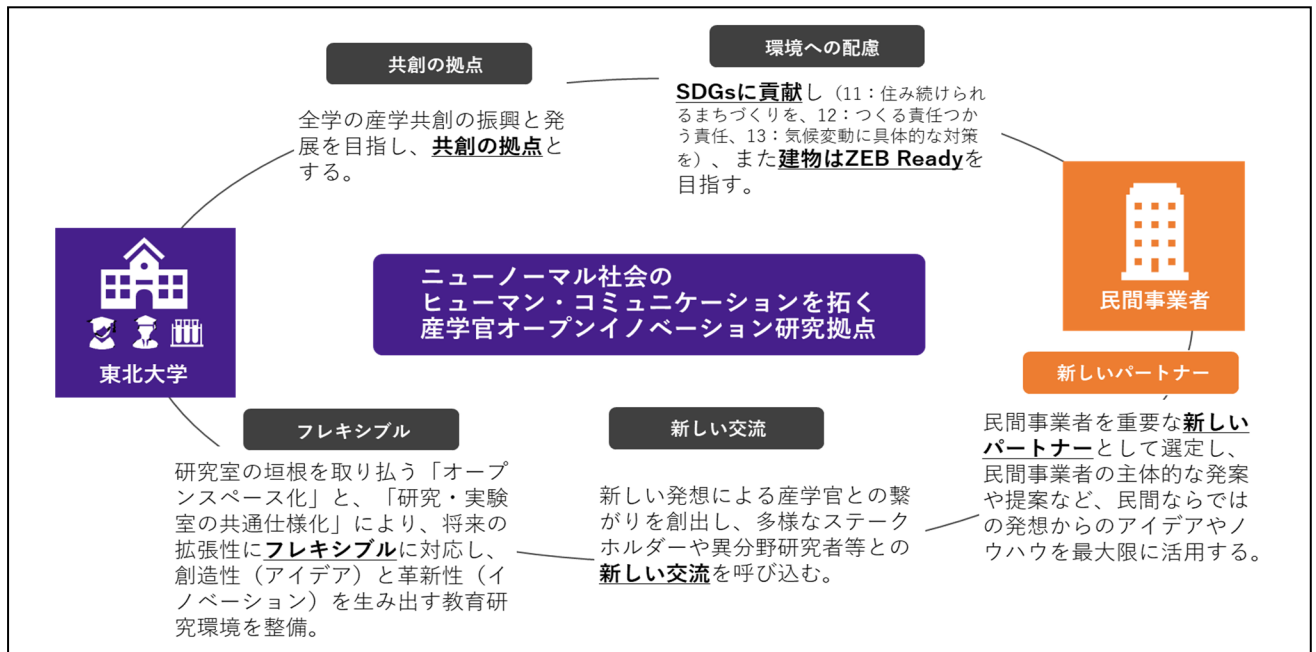 共創の拠点
全学の産学共創の振興と発
展を目指し、共創の拠点と
する。
環境への配慮
SDGsに貢献し（11：住み続けられ
るまちづくりを、12：つくる責任つか
う責任、13：気候変動に具体的な対策
を）、また建物はZEB Readyを
目指す。
東北大学
ニューノーマル社会の
ヒューマン・コミュニケーションを拓く
産学官オープンイノベーション研究拠点
民間事業者
新しいパートナー
民間事業者を重要な新しい
パートナーとして選定し、
民間事業者の主体的な発案
や提案など、民間ならでは
の発想からのアイデアやノ
ウハウを最大限に活用する。
フレキシブル
研究室の垣根を取り払う「オープ
ンスペース化」と、「研究・実験
室の共通仕様化」により、将来の
拡張性にフレキシブルに対応し、
創造性（アイデア）と革新性（イ
ノベーション）を生み出す教育研
究環境を整備。
新しい交流
新しい発想による産学官との繋
がりを創出し、多様なステーク
ホルダーや異分野研究者等との
新しい交流を呼び込む。